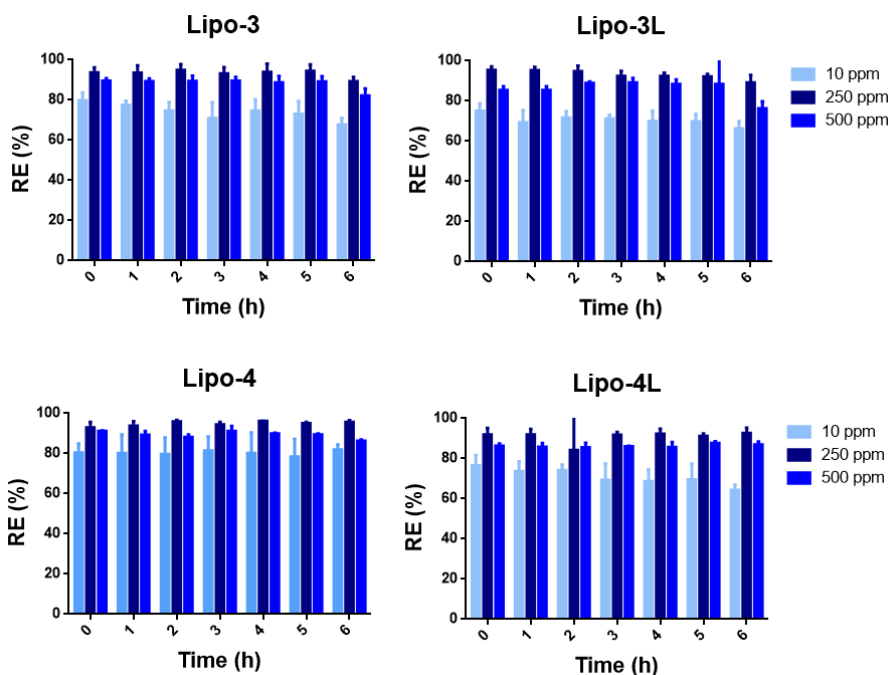 Lipo-3
RE (%)
100
80
60
40
20
0
0 1 2 3 4 5 6
Time (h)
Lipo-3L
RE (%)
100
80
60
40
20
0
0 1 2 3 4 5 6
Time (h)
10 ppm
250 ppm
500 ppm
Lipo-4
RE (%)
100
80
60
40
20
0
0 1 2 3 4 5 6
Time (h)
Lipo-4L
RE (%)
100
80
60
40
20
0
0 1 2 3 4 5 6
Time (h)
10 ppm
250 ppm
500 ppm